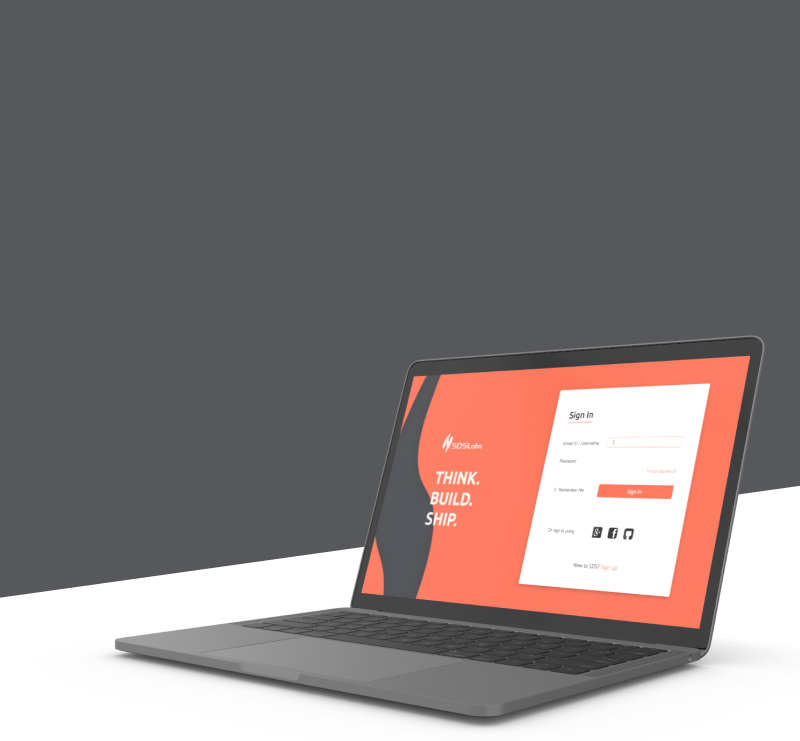 SDSLabs
THINK.
BUILD.
SHIP.
Sign In
Email ID / Username
Password
Forgot password?
Remember Me
Sign In
Or sign in using
New to SDS? Sign Up